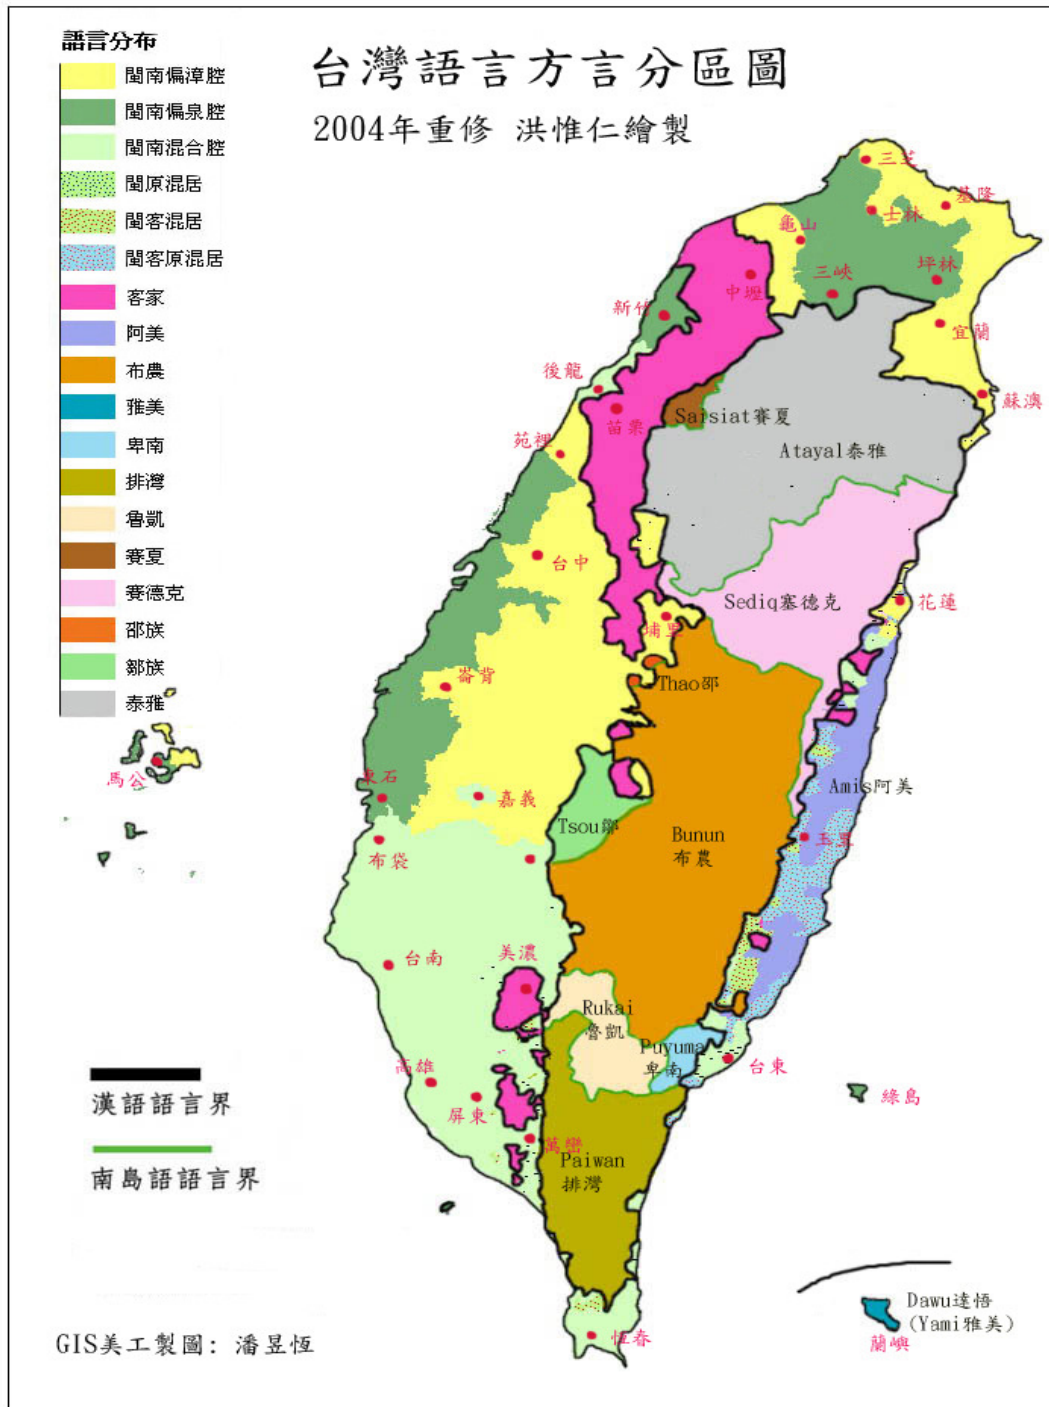 台灣語言方言分區圖
2004年重修 洪惟仁繪製
語言分布
閩南偏漳腔
閩南偏泉腔
閩南混合腔
閩原混居
閩客混居
閩客原混居
客家
阿美
布農
雅美
卑南
排灣
魯凱
賽夏
賽德克
邵族
鄒族
泰雅
三芝
基隆
士林
龜山
坪林
三峽
中壢
新竹
宜蘭
後龍
蘇澳
苗栗
Saisiat賽夏
Atayal泰雅
苑裡
台中
Sediq塞德克
花蓮
埔里
崙背
Thao邵
馬公
東石
嘉義
Amis阿美
Tsou鄒
Bunun
布農
玉里
布袋
台南
美濃
Rukai
魯凱
Puyuma
卑南
台東
高雄
屏東
綠島
萬巒
Paiwan
排灣
漢語語言界
南島語語言界
Dawu達悟
(Yami雅美)
蘭嶼
恆春
GIS美工製圖: 潘昱恆